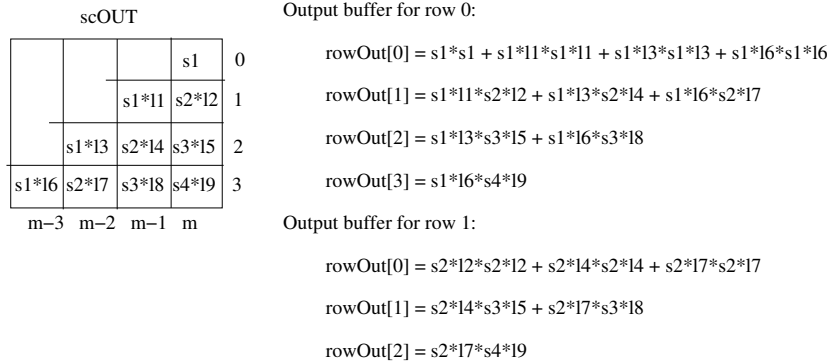 scOUT
s1 0
s1*l1 s2*l2 1
s1*l3 s2*l4 s3*l5 2
s1*l6 s2*l7 s3*l8 s4*l9 3
m−3 m−2 m−1 m
Output buffer for row 0:
rowOut[0] = s1*s1 + s1*l1*s1*l1 + s1*l3*s1*l3 + s1*l6*s1*l6
rowOut[1] = s1*l1*s2*l2 + s1*l3*s2*l4 + s1*l6*s2*l7
rowOut[2] = s1*l3*s3*l5 + s1*l6*s3*l8
rowOut[3] = s1*l6*s4*l9
Output buffer for row 1:
rowOut[0] = s2*l2*s2*l2 + s2*l4*s2*l4 + s2*l7*s2*l7
rowOut[1] = s2*l4*s3*l5 + s2*l7*s3*l8
rowOut[2] = s2*l7*s4*l9